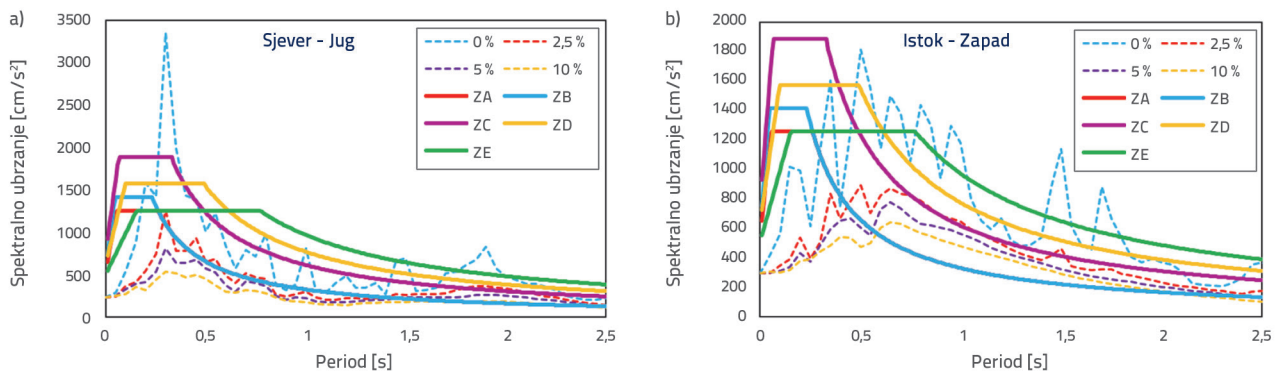 a)
Sjever - Jug
Spektralno ubrzanje [cm/s²]
3500
3000
2500
2000
1500
1000
500
0
0 % 2,5 %
5 % 10 %
ZA ZB
ZC ZD
ZE
0 0,5 1 1,5 2 2,5
Period [s]
b)
Istok - Zapad
Spektralno ubrzanje [cm/s²]
2000
1800
1600
1400
1200
1000
800
600
400
200
0
0 % 2,5 %
5 % 10 %
ZA ZB
ZC ZD
ZE
0 0,5 1 1,5 2 2,5
Period [s]